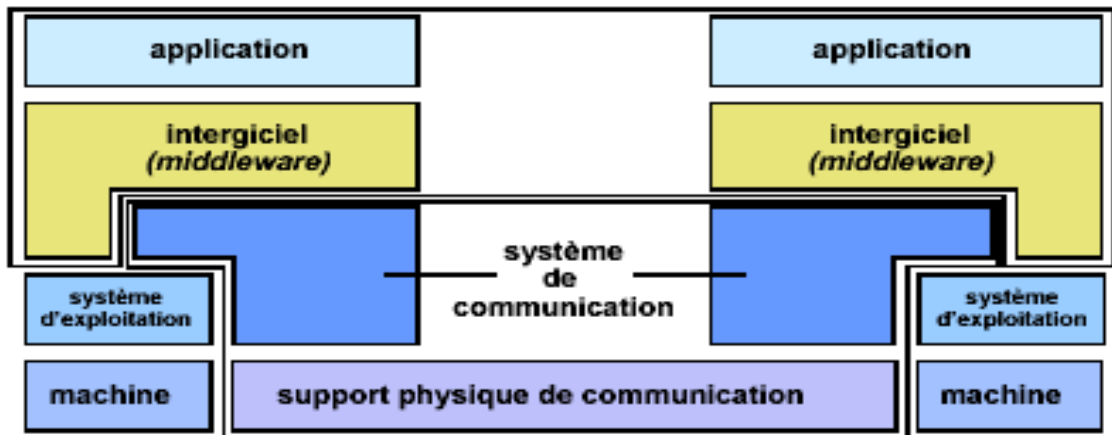 application
application
intergiciel
(middleware)
intergiciel
(middleware)
système
de
communication
système
d'exploitation
système
d'exploitation
machine
support physique de communication
machine